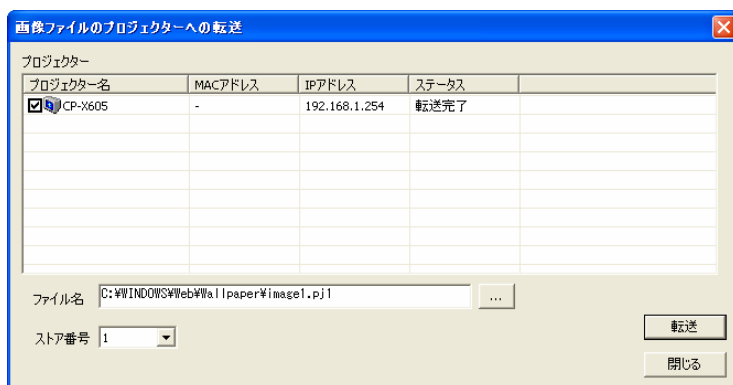 画像ファイルのプロジェクターへの転送
プロジェクター
プロジェクター名 MACアドレス IPアドレス ステータス
CP-X605 - 192.168.1.254 転送完了
ファイル名 C:¥WINDOWS¥Web¥Wallpaper¥image1.pj1 ...
ストア番号 1
転送
閉じる